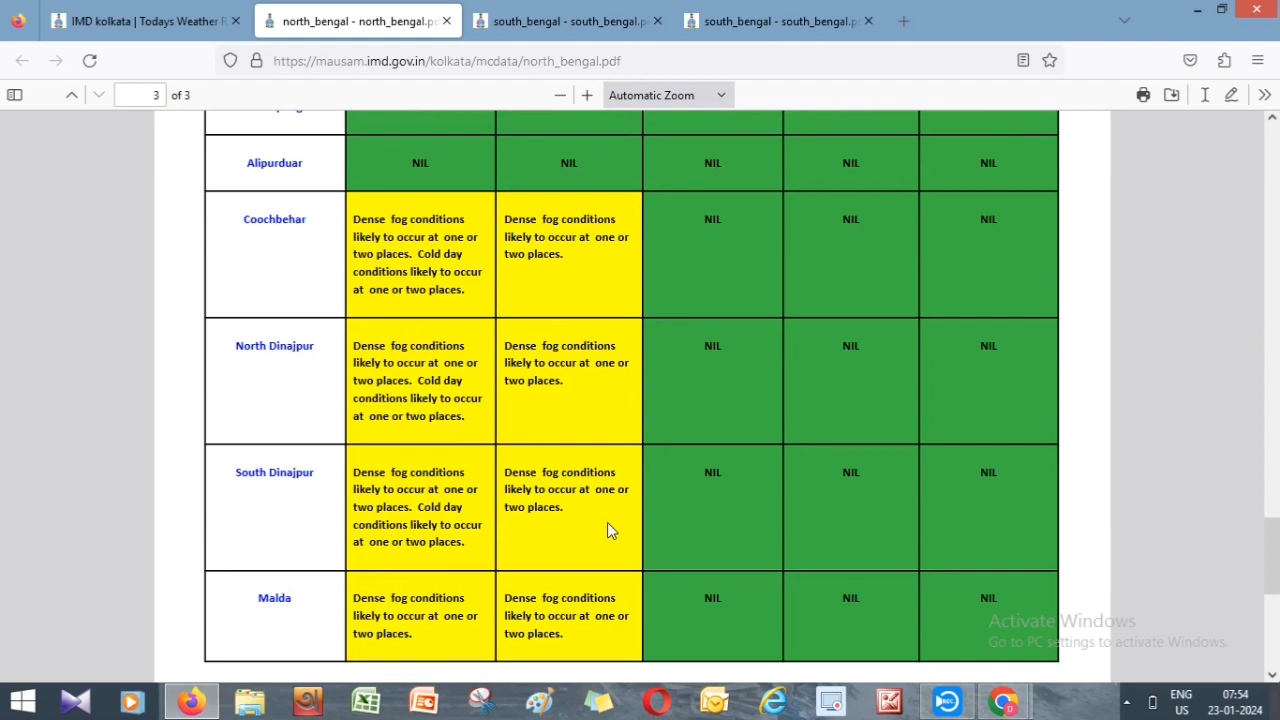 IMD kolkata | Todays Weather R
north_bengal - north_bengal.pd
south_bengal - south_bengal.p
south_bengal - south_bengal.p
https://mausam.imd.gov.in/kolkata/mcdata/north_bengal.pdf
3 of 3
Automatic Zoom
Alipurduar NIL NIL NIL NIL NIL
Coochbehar
Dense fog conditions
likely to occur at one or
two places. Cold day
conditions likely to occur
at one or two places.
Dense fog conditions
likely to occur at one or
two places.
NIL NIL NIL
North Dinajpur
Dense fog conditions
likely to occur at one or
two places. Cold day
conditions likely to occur
at one or two places.
Dense fog conditions
likely to occur at one or
two places.
NIL NIL NIL
South Dinajpur
Dense fog conditions
likely to occur at one or
two places. Cold day
conditions likely to occur
at one or two places.
Dense fog conditions
likely to occur at one or
two places.
NIL NIL NIL
Malda
Dense fog conditions
likely to occur at one or
two places.
Dense fog conditions
likely to occur at one or
two places.
NIL NIL NIL
Activate Windows
Go to PC settings to activate Windows.
REC
D
ENG
US
07:54
23-01-2024